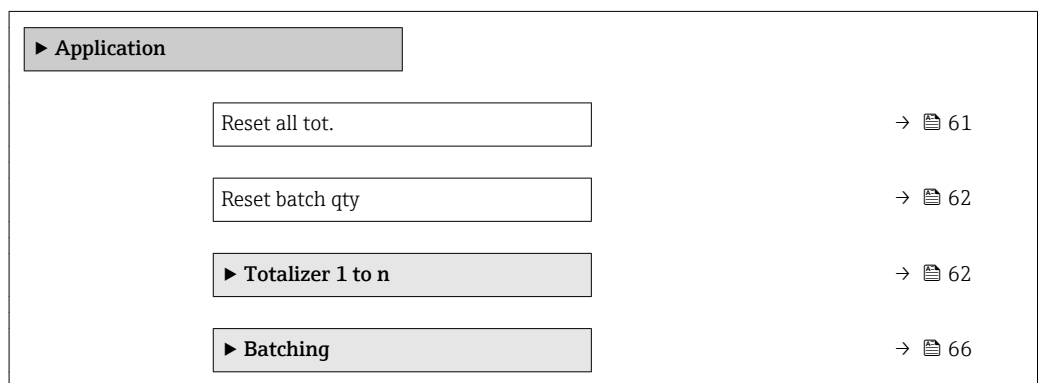 ▶ Application
Reset all tot. → 61
Reset batch qty → 62
▶ Totalizer 1 to n → 62
▶ Batching → 66